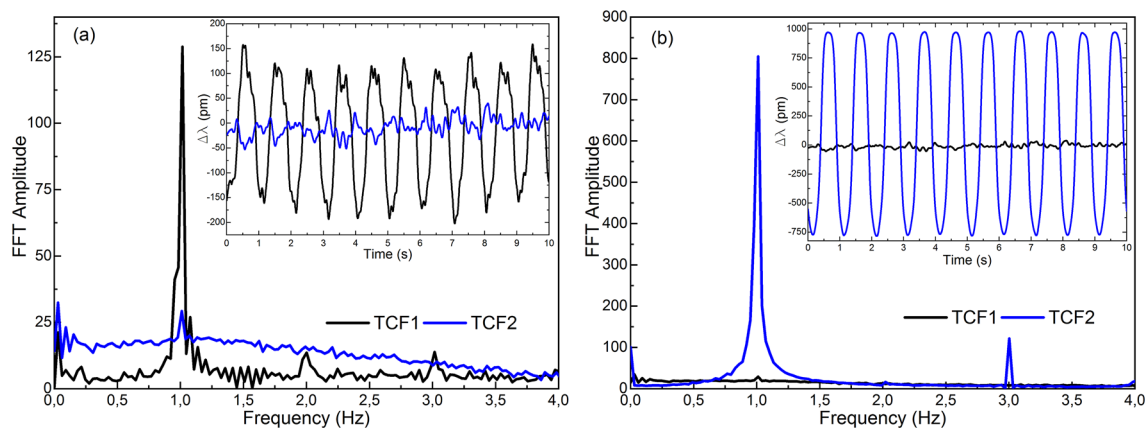 (a)
FFT Amplitude
125
100
75
50
25
0
0,0 0,5 1,0 1,5 2,0 2,5 3,0 3,5 4,0
Frequency (Hz)
TCF1 TCF2
Δλ (pm)
200
150
100
50
0
-50
-100
-150
-200
0 1 2 3 4 5 6 7 8 9 10
Time (s)
(b)
FFT Amplitude
900
800
700
600
500
400
300
200
100
0
0,0 0,5 1,0 1,5 2,0 2,5 3,0 3,5 4,0
Frequency (Hz)
TCF1 TCF2
Δλ (pm)
1000
750
500
250
0
-250
-500
-750
0 1 2 3 4 5 6 7 8 9 10
Time (s)